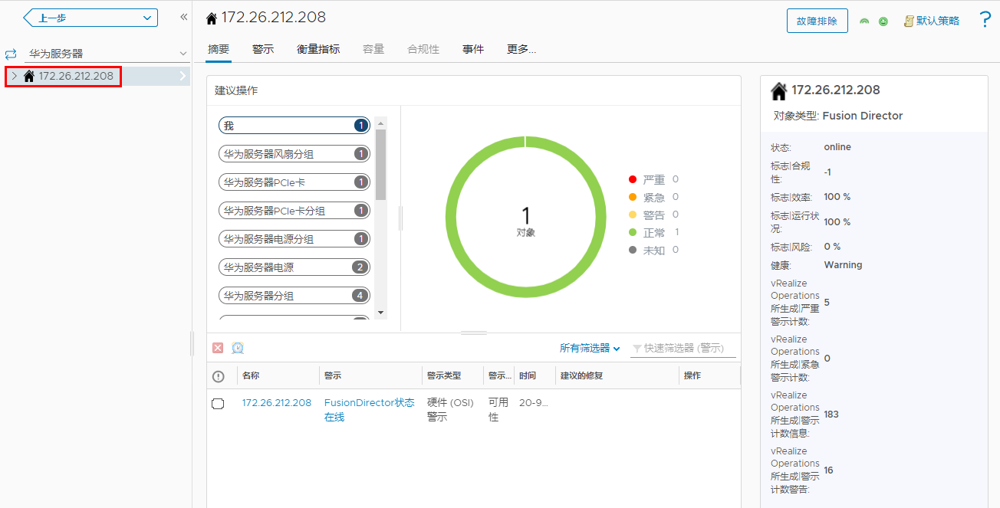 上一步
«
华为服务器
172.26.212.208
172.26.212.208
故障排除
默认策略
?
摘要 警示 衡量指标 容量 合规性 事件 更多...
建议操作
我 1
华为服务器风扇分组 1
华为服务器PCIe卡 1
华为服务器PCIe卡分组 1
华为服务器电源分组 1
华为服务器电源 2
华为服务器分组 4
1
对象
严重 0
紧急 0
警告 0
正常 1
未知 0
所有筛选器
快速筛选器 (警示)
名称 警示 警示类型 警示... 时间 建议的修复 操作
172.26.212.208 FusionDirector状态 硬件 (OSI) 可用 20-9...
在线 警示 性
172.26.212.208
对象类型: Fusion Director
状态: online
标志|合规
性: -1
标志|效率: 100 %
标志|运行状
况: 100 %
标志|风险: 0 %
健康: Warning
vRealize
Operations
所生成|严重 5
警示计数:
vRealize
Operations
所生成|紧急 0
警示计数:
vRealize
Operations
所生成|警示 183
计数信息:
vRealize
Operations
所生成|警示 16
计数警告: